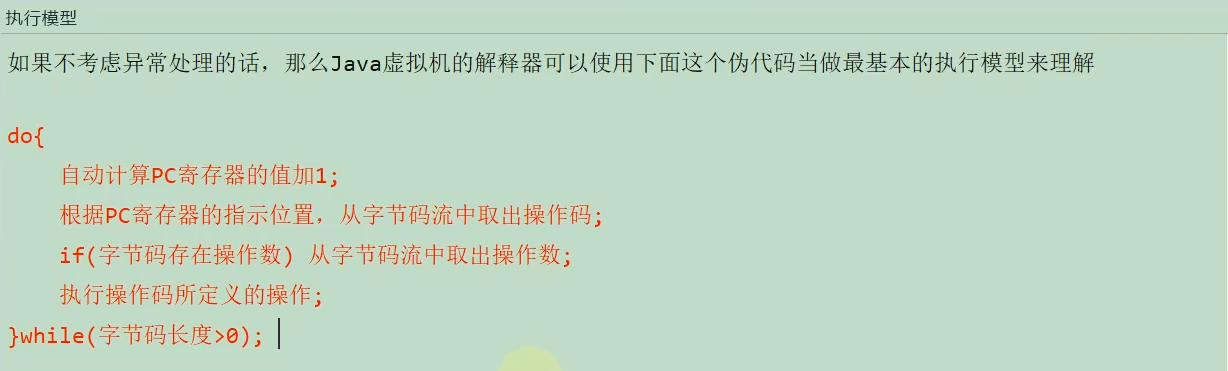 执行模型
如果不考虑异常处理的话，那么Java虚拟机的解释器可以使用下面这个伪代码当做最基本的执行模型来理解
do{
自动计算PC寄存器的值加1;
根据PC寄存器的指示位置，从字节码流中取出操作码;
if(字节码存在操作数) 从字节码流中取出操作数;
执行操作码所定义的操作;
}while(字节码长度>0);